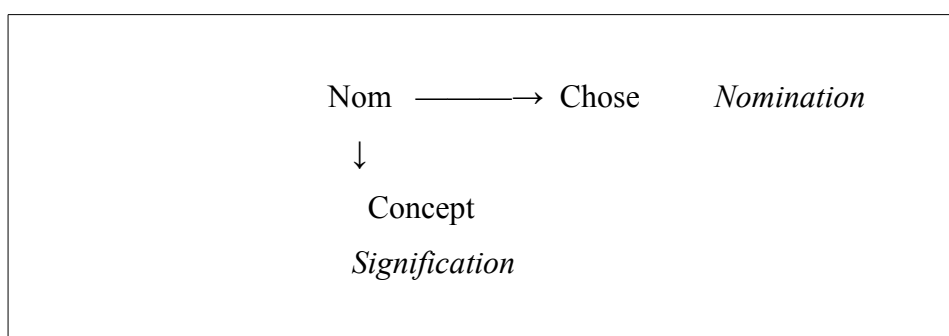 Nom ———→ Chose Nomination
↓
Concept
Signification